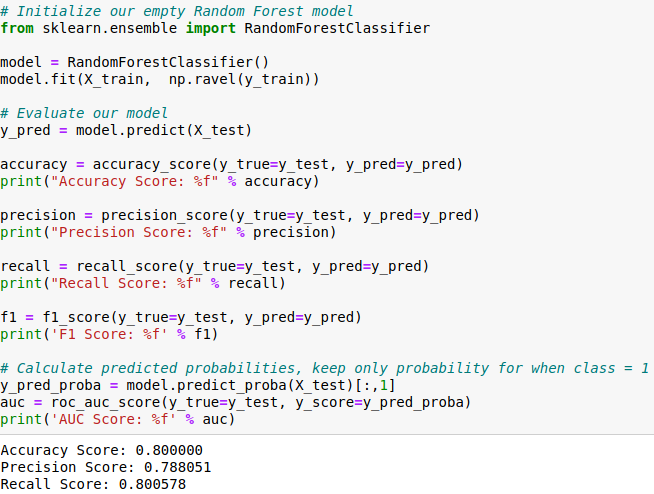 # Initialize our empty Random Forest model
from sklearn.ensemble import RandomForestClassifier
model = RandomForestClassifier()
model.fit(X_train,  np.ravel(y_train))
# Evaluate our model
y_pred = model.predict(X_test)
accuracy = accuracy_score(y_true=y_test, y_pred=y_pred)
print("Accuracy Score: %f" % accuracy)
precision = precision_score(y_true=y_test, y_pred=y_pred)
print("Precision Score: %f" % precision)
recall = recall_score(y_true=y_test, y_pred=y_pred)
print("Recall Score: %f" % recall)
f1 = f1_score(y_true=y_test, y_pred=y_pred)
print('F1 Score: %f' % f1)
# Calculate predicted probabilities, keep only probability for when class = 1
y_pred_proba = model.predict_proba(X_test)[:,1]
auc = roc_auc_score(y_true=y_test, y_score=y_pred_proba)
print('AUC Score: %f' % auc)
Accuracy Score: 0.800000
Precision Score: 0.788051
Recall Score: 0.800578